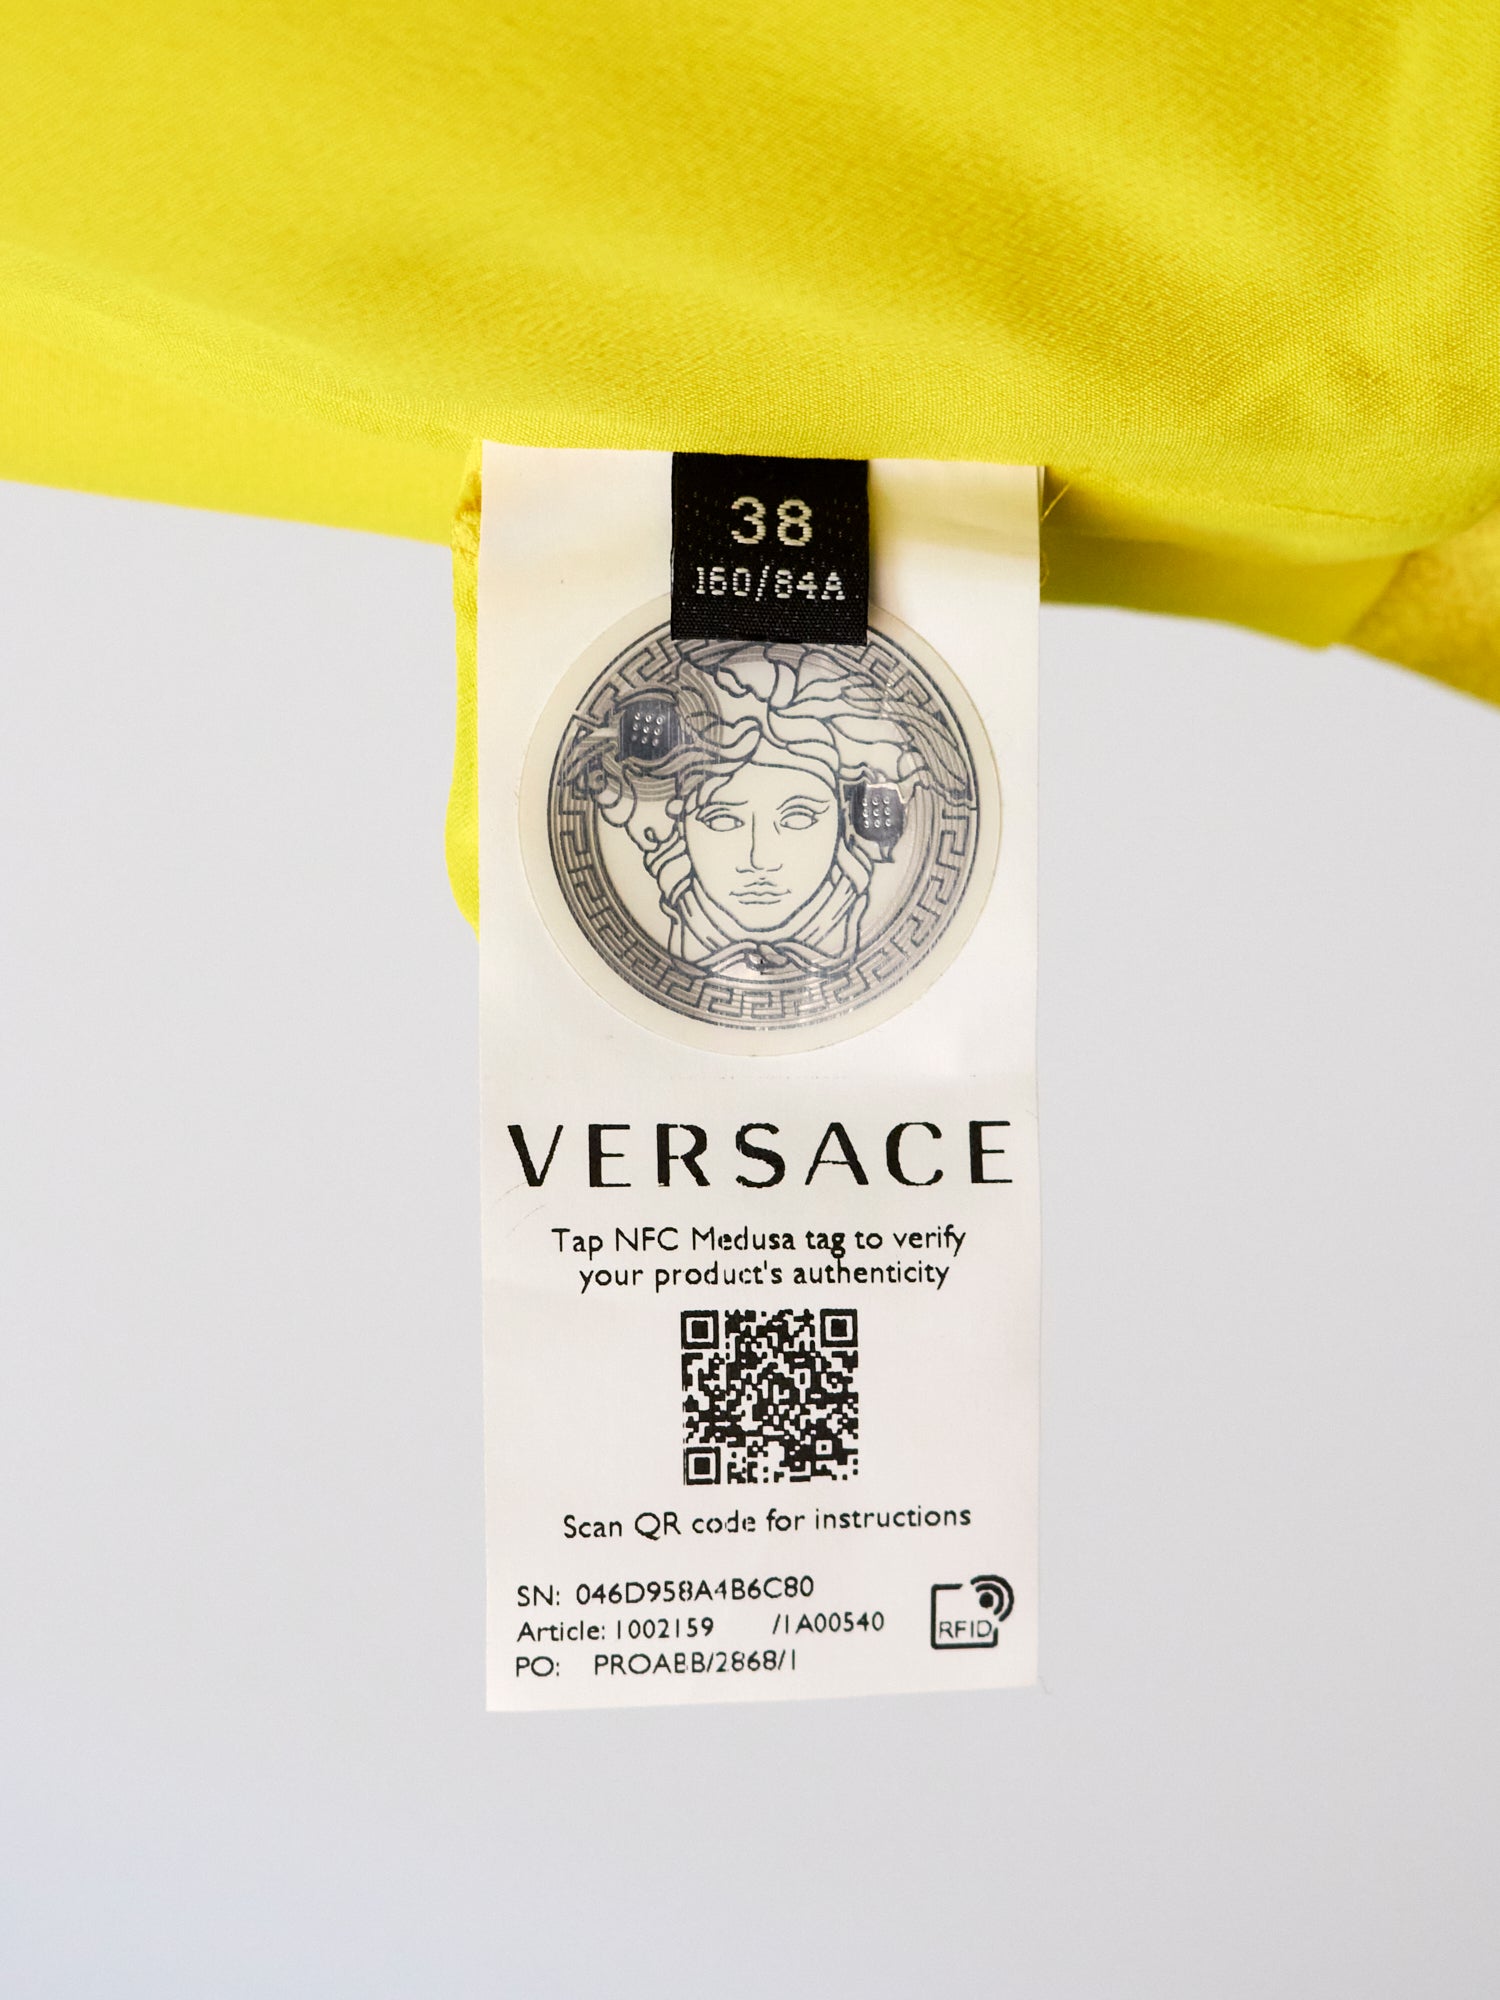 38
160/84A
VERSACE
Tap NFC Medusa tag to verify
your product's authenticity
Scan QR code for instructions
SN: 046D958A4B6C80
Article: 1002159 /1A00540
PO: PROABB/2868/1
RFID